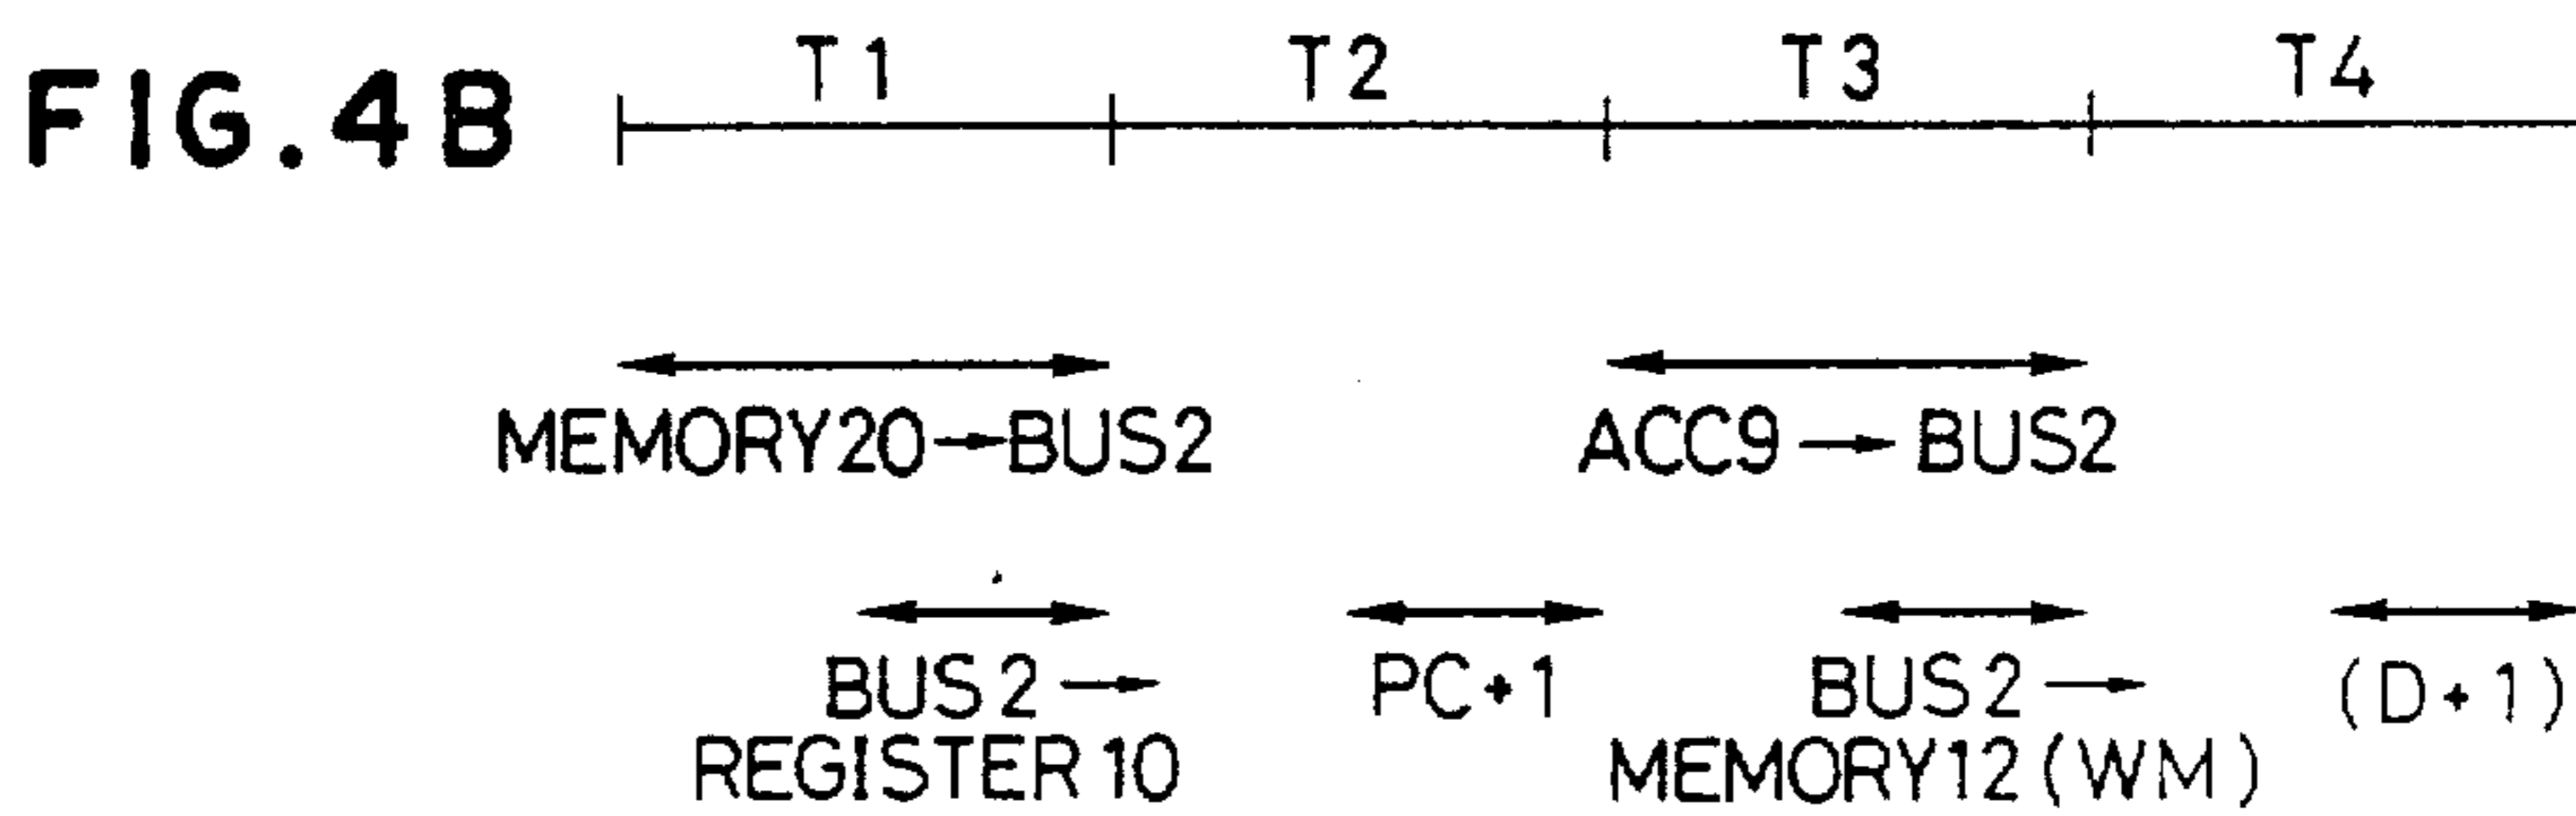 FIG.4B
T1 T2 T3 T4
MEMORY20→BUS2 ACC9→BUS2
BUS2→ PC+1 BUS2→ (D+1)
REGISTER10 MEMORY12(WM)